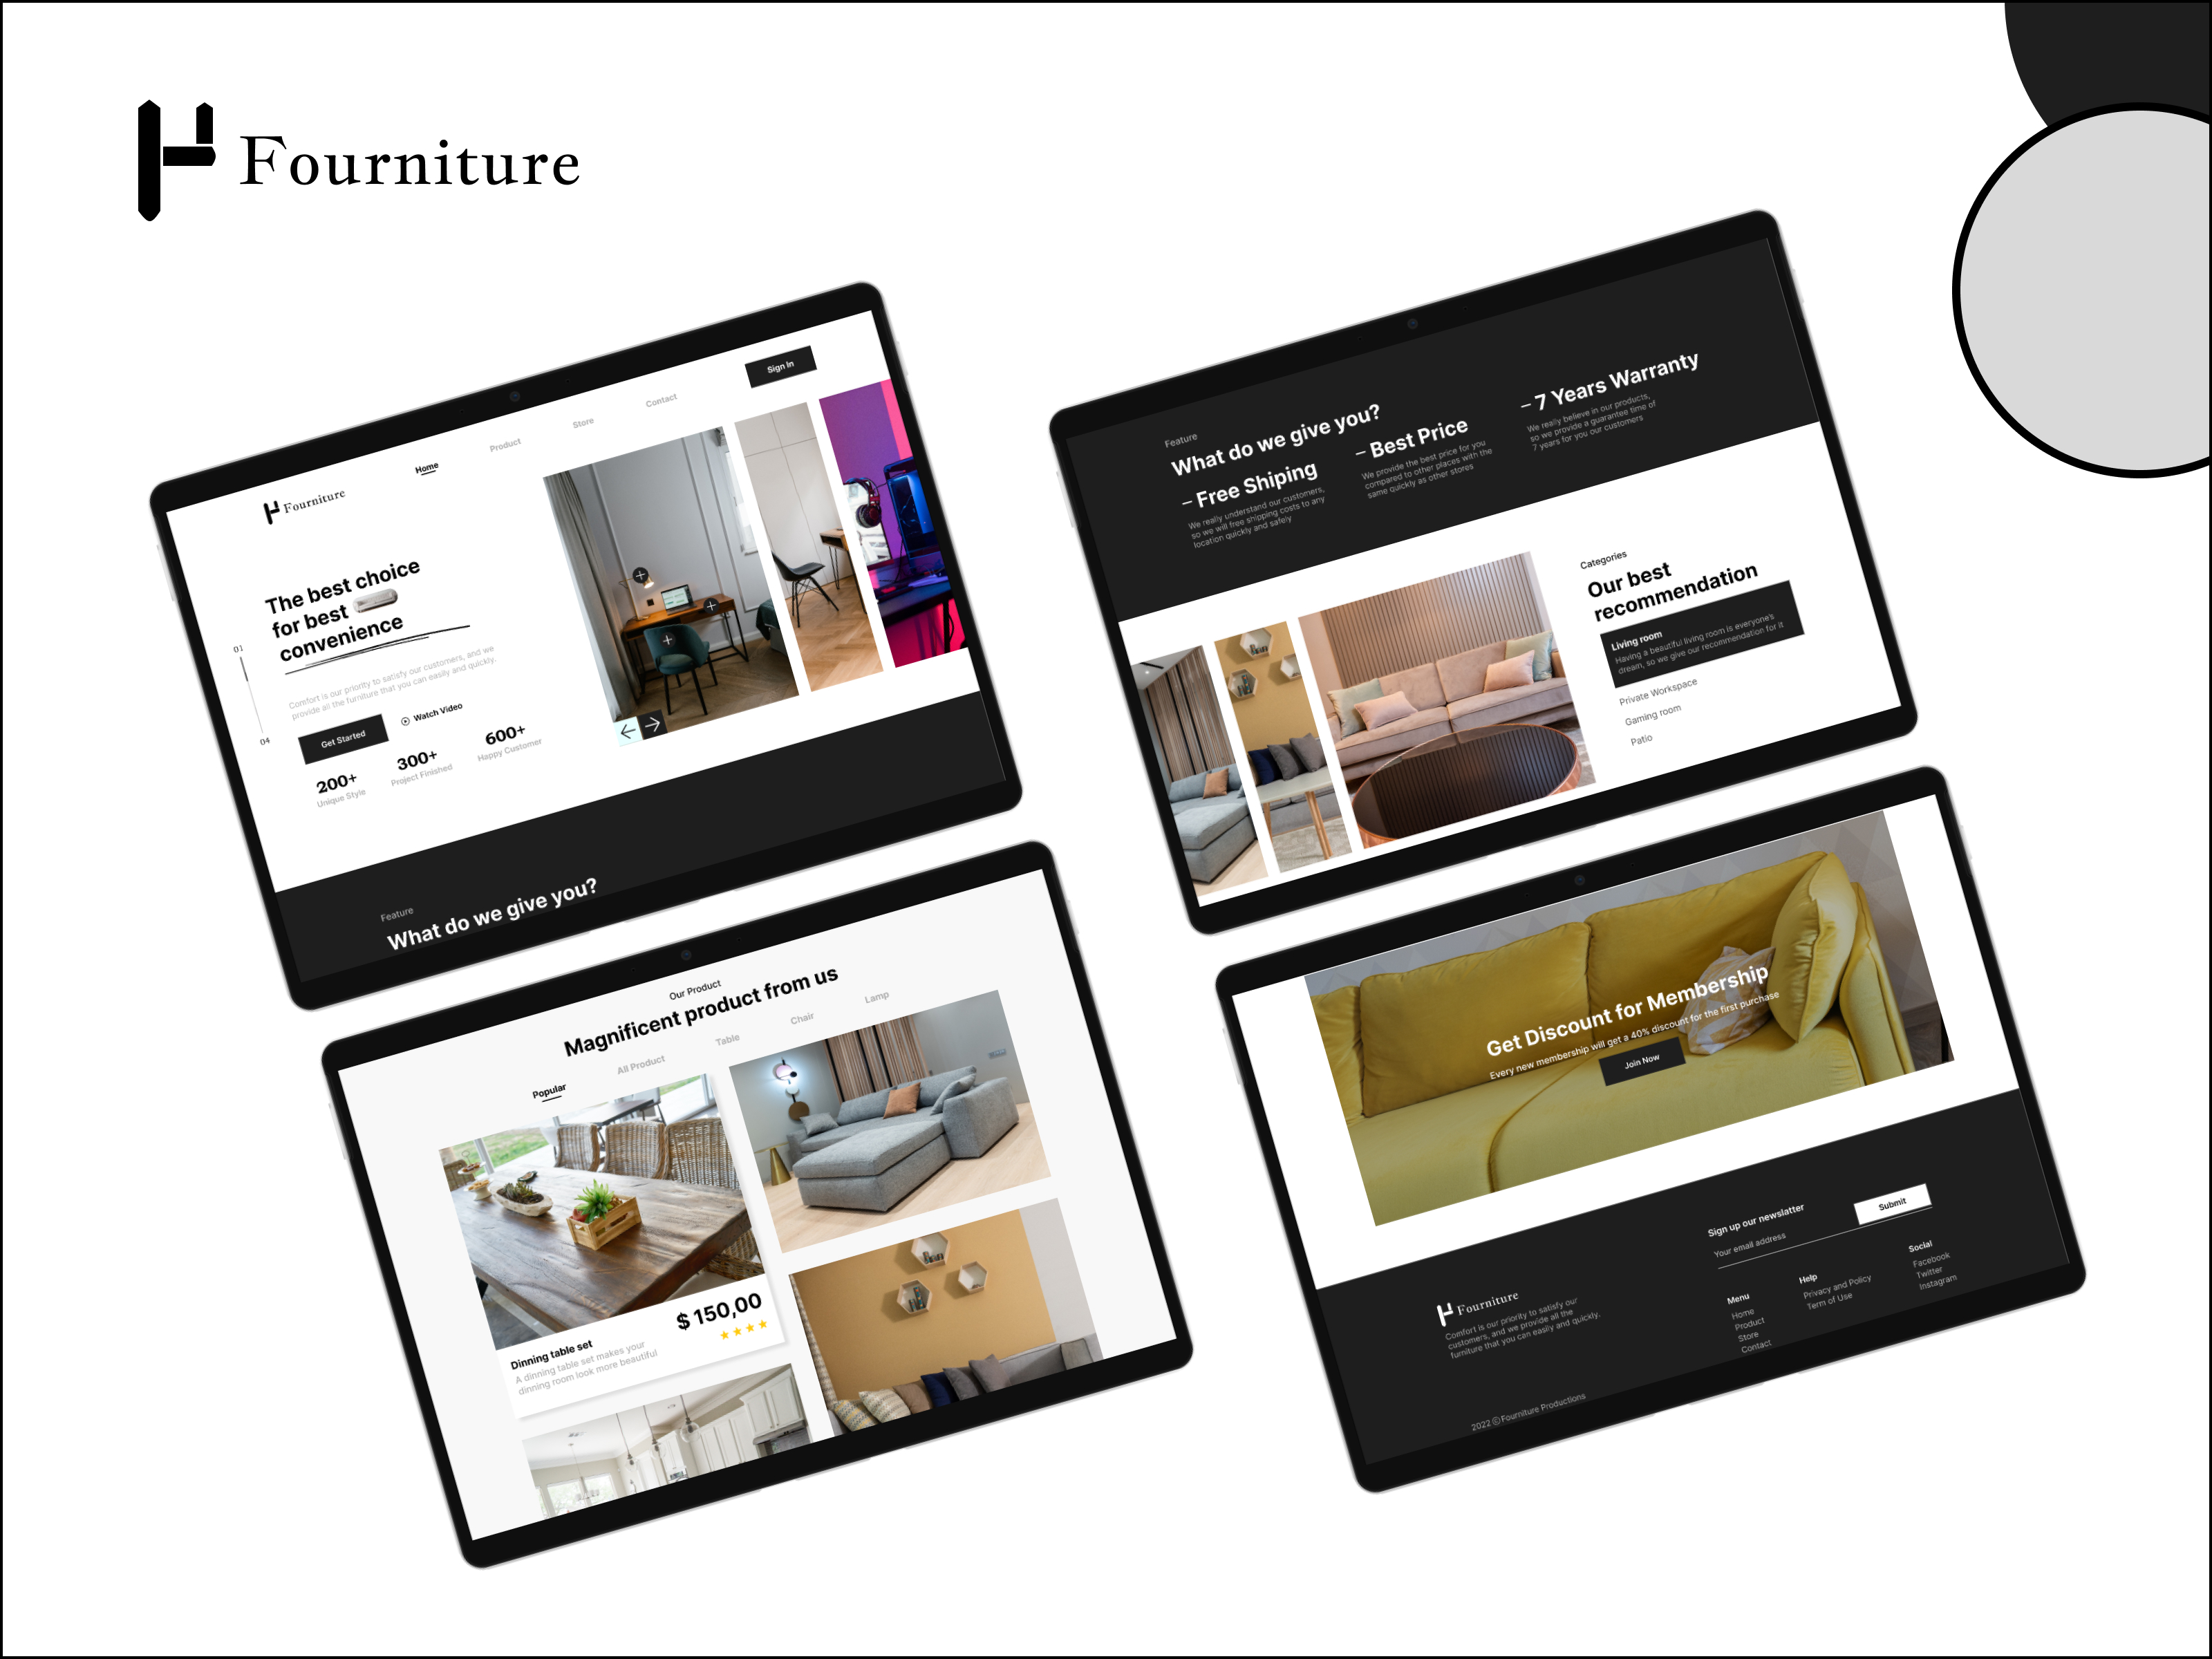 Fourniture
Fourniture
Home
Product
Store
Contact
Sign In
The best choice
for best
convenience
01
04
Comfort is our priority to satisfy our customers, and we
provide all the furniture that you can easily and quickly.
Get Started
Watch Video
200+
Unique Style
300+
Project Finished
600+
Happy Customer
Feature
What do we give you?
Feature
What do we give you?
– Free Shiping
We really understand our customers,
so we will free shipping costs to any
location quickly and safely
– Best Price
We provide the best price for you
compared to other places with the
same quickly as other stores
– 7 Years Warranty
We really believe in our products,
so we provide a guarantee time of
7 years for you our customers
Categories
Our best
recommendation
Living room
Having a beautiful living room is everyone's
dream, so we give our recommendation for it
Private Workspace
Gaming room
Patio
Our Product
Magnificent product from us
Popular
All Product
Table
Chair
Lamp
Dinning table set
A dinning table set makes your
dinning room look more beautiful
$ 150,00
Get Discount for Membership
Every new membership will get a 40% discount for the first purchase
Join Now
Fourniture
Comfort is our priority to satisfy our
customers, and we provide all the
furniture that you can easily and quickly.
Sign up our newslatter
Your email address
Submit
Menu
Home
Product
Store
Contact
Help
Privacy and Policy
Term of Use
Social
Facebook
Twitter
Instagram
2022 © Fourniture Productions